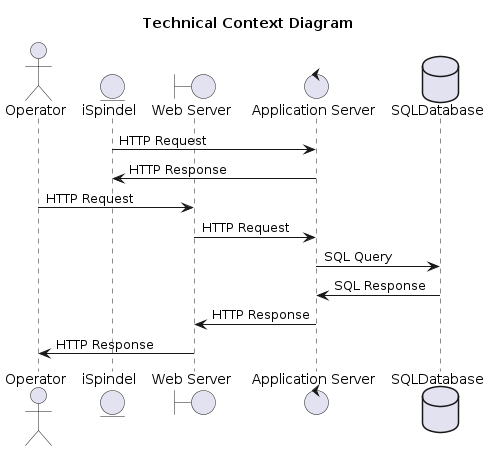 Technical Context Diagram
Operator iSpindel Web Server Application Server SQLDatabase
HTTP Request
HTTP Response
HTTP Request
HTTP Request
SQL Query
SQL Response
HTTP Response
HTTP Response
Operator iSpindel Web Server Application Server SQLDatabase